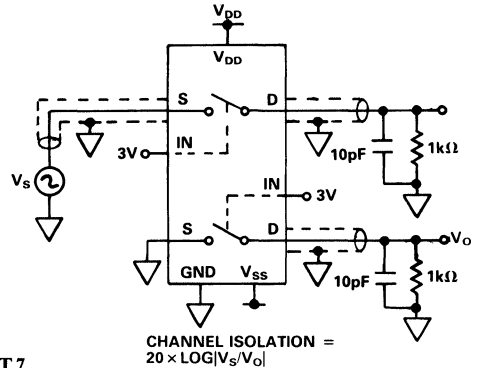 V_DD
V_DD
S
D
IN
3V
10pF
1kΩ
V_S
IN
3V
S
D
V_O
GND
V_SS
10pF
1kΩ
CHANNEL ISOLATION =
20 × LOG|V_S/V_O|
T 7